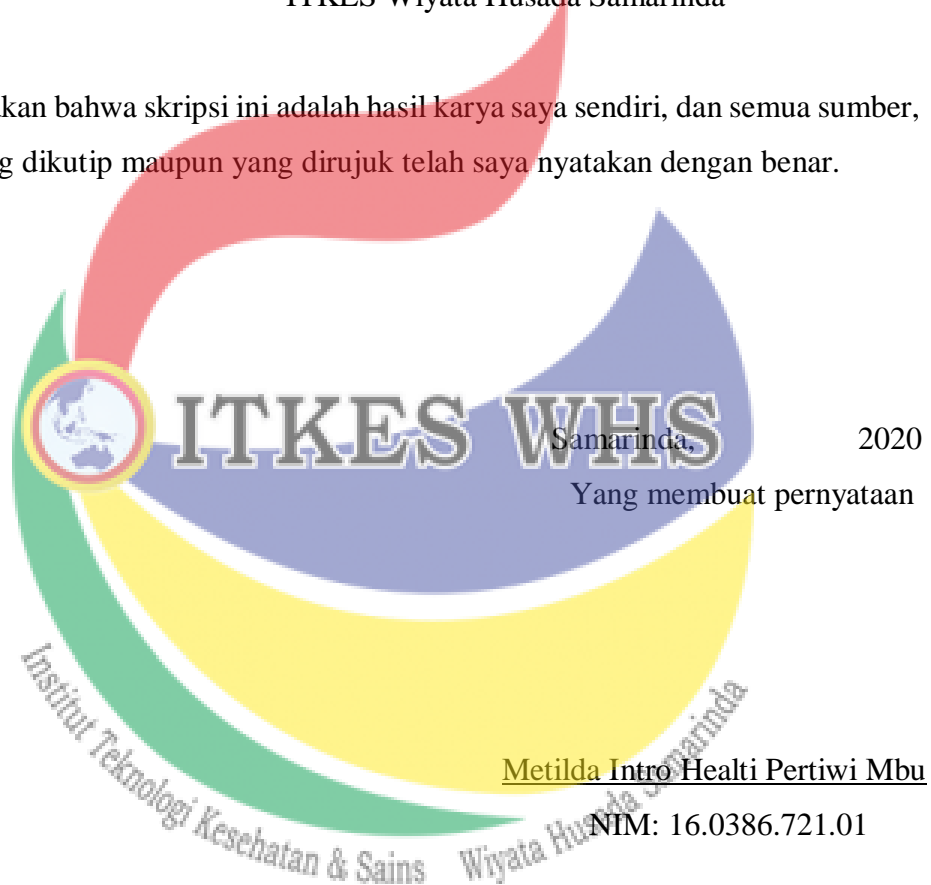 ITKES Wiyata Husada Samarinda
kan bahwa skripsi ini adalah hasil karya saya sendiri, dan semua sumber,
g dikutip maupun yang dirujuk telah saya nyatakan dengan benar.
ITKES WHS
Samarinda, 2020
Yang membuat pernyataan
Metilda Intro Healti Pertiwi Mbu
NIM: 16.0386.721.01
Institut Teknologi Kesehatan & Sains Wiyata Husada Samarinda